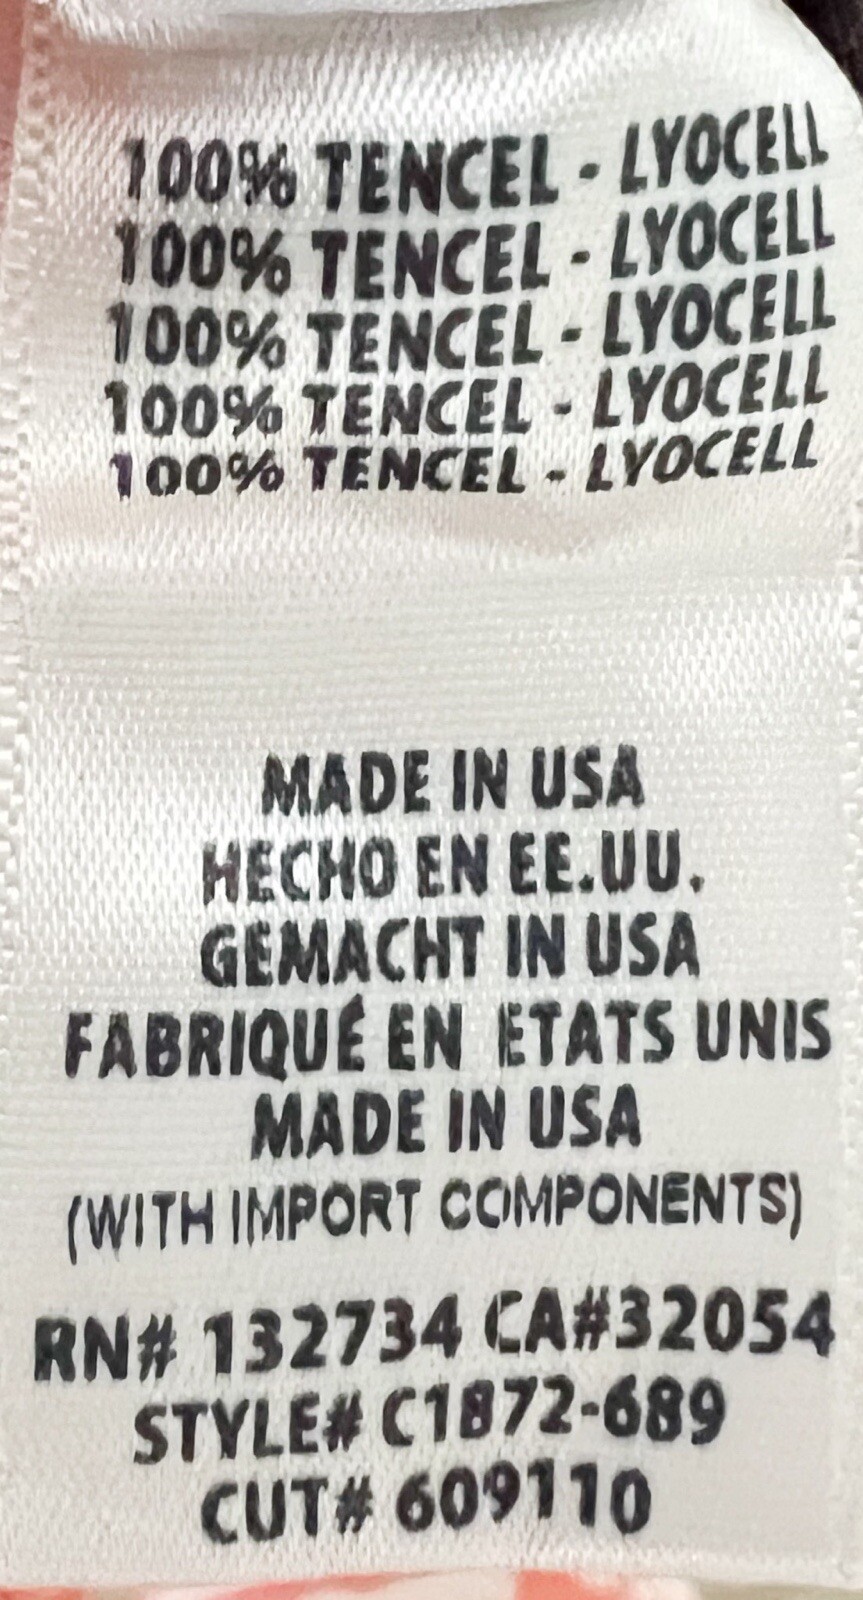 100% TENCEL - LYOCELL
100% TENCEL - LYOCELL
100% TENCEL - LYOCELL
100% TENCEL - LYOCELL
100% TENCEL - LYOCELL
MADE IN USA
HECHO EN EE.UU.
GEMACHT IN USA
FABRIQUÉ EN ETATS UNIS
MADE IN USA
(WITH IMPORT COMPONENTS)
RN# 132734 CA#32054
STYLE# C1872-689
CUT# 609110